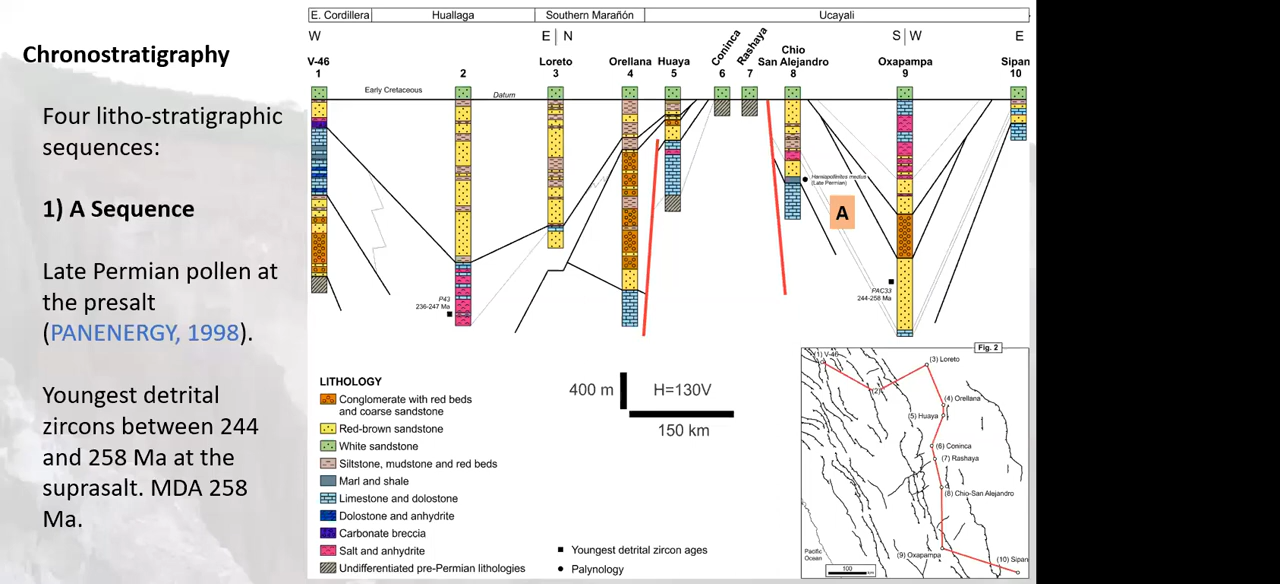 Chronostratigraphy
Four litho-stratigraphic
sequences:
1) A Sequence
Late Permian pollen at
the presalt
(PANENERGY, 1998).
Youngest detrital
zircons between 244
and 258 Ma at the
suprasalt. MDA 258
Ma.
E. Cordillera Huallaga Southern Marañón Ucayali
W E N S W E
V-46
1
2
Loreto
3
Orellana
4
Huaya
5
Coninca
6
Rashaya
7
Chio
San Alejandro
8
Oxapampa
9
Sipan
10
Early Cretaceous
Datum
(Late Permian)
A
P43
236-247 Ma
PAC33
244-258 Ma
LITHOLOGY
Conglomerate with red beds
and coarse sandstone
Red-brown sandstone
White sandstone
Siltstone, mudstone and red beds
Marl and shale
Limestone and dolostone
Dolostone and anhydrite
Carbonate breccia
Salt and anhydrite
Undifferentiated pre-Permian lithologies
400 m
H=130V
150 km
Youngest detrital zircon ages
Palynology
Fig. 2
(1) V-46
(2)
(3) Loreto
(4) Orellana
(5) Huaya
(6) Coninca
(7) Rashaya
(8) Chio-San Alejandro
(9) Oxapampa
(10) Sipan
Pacific
Ocean
100